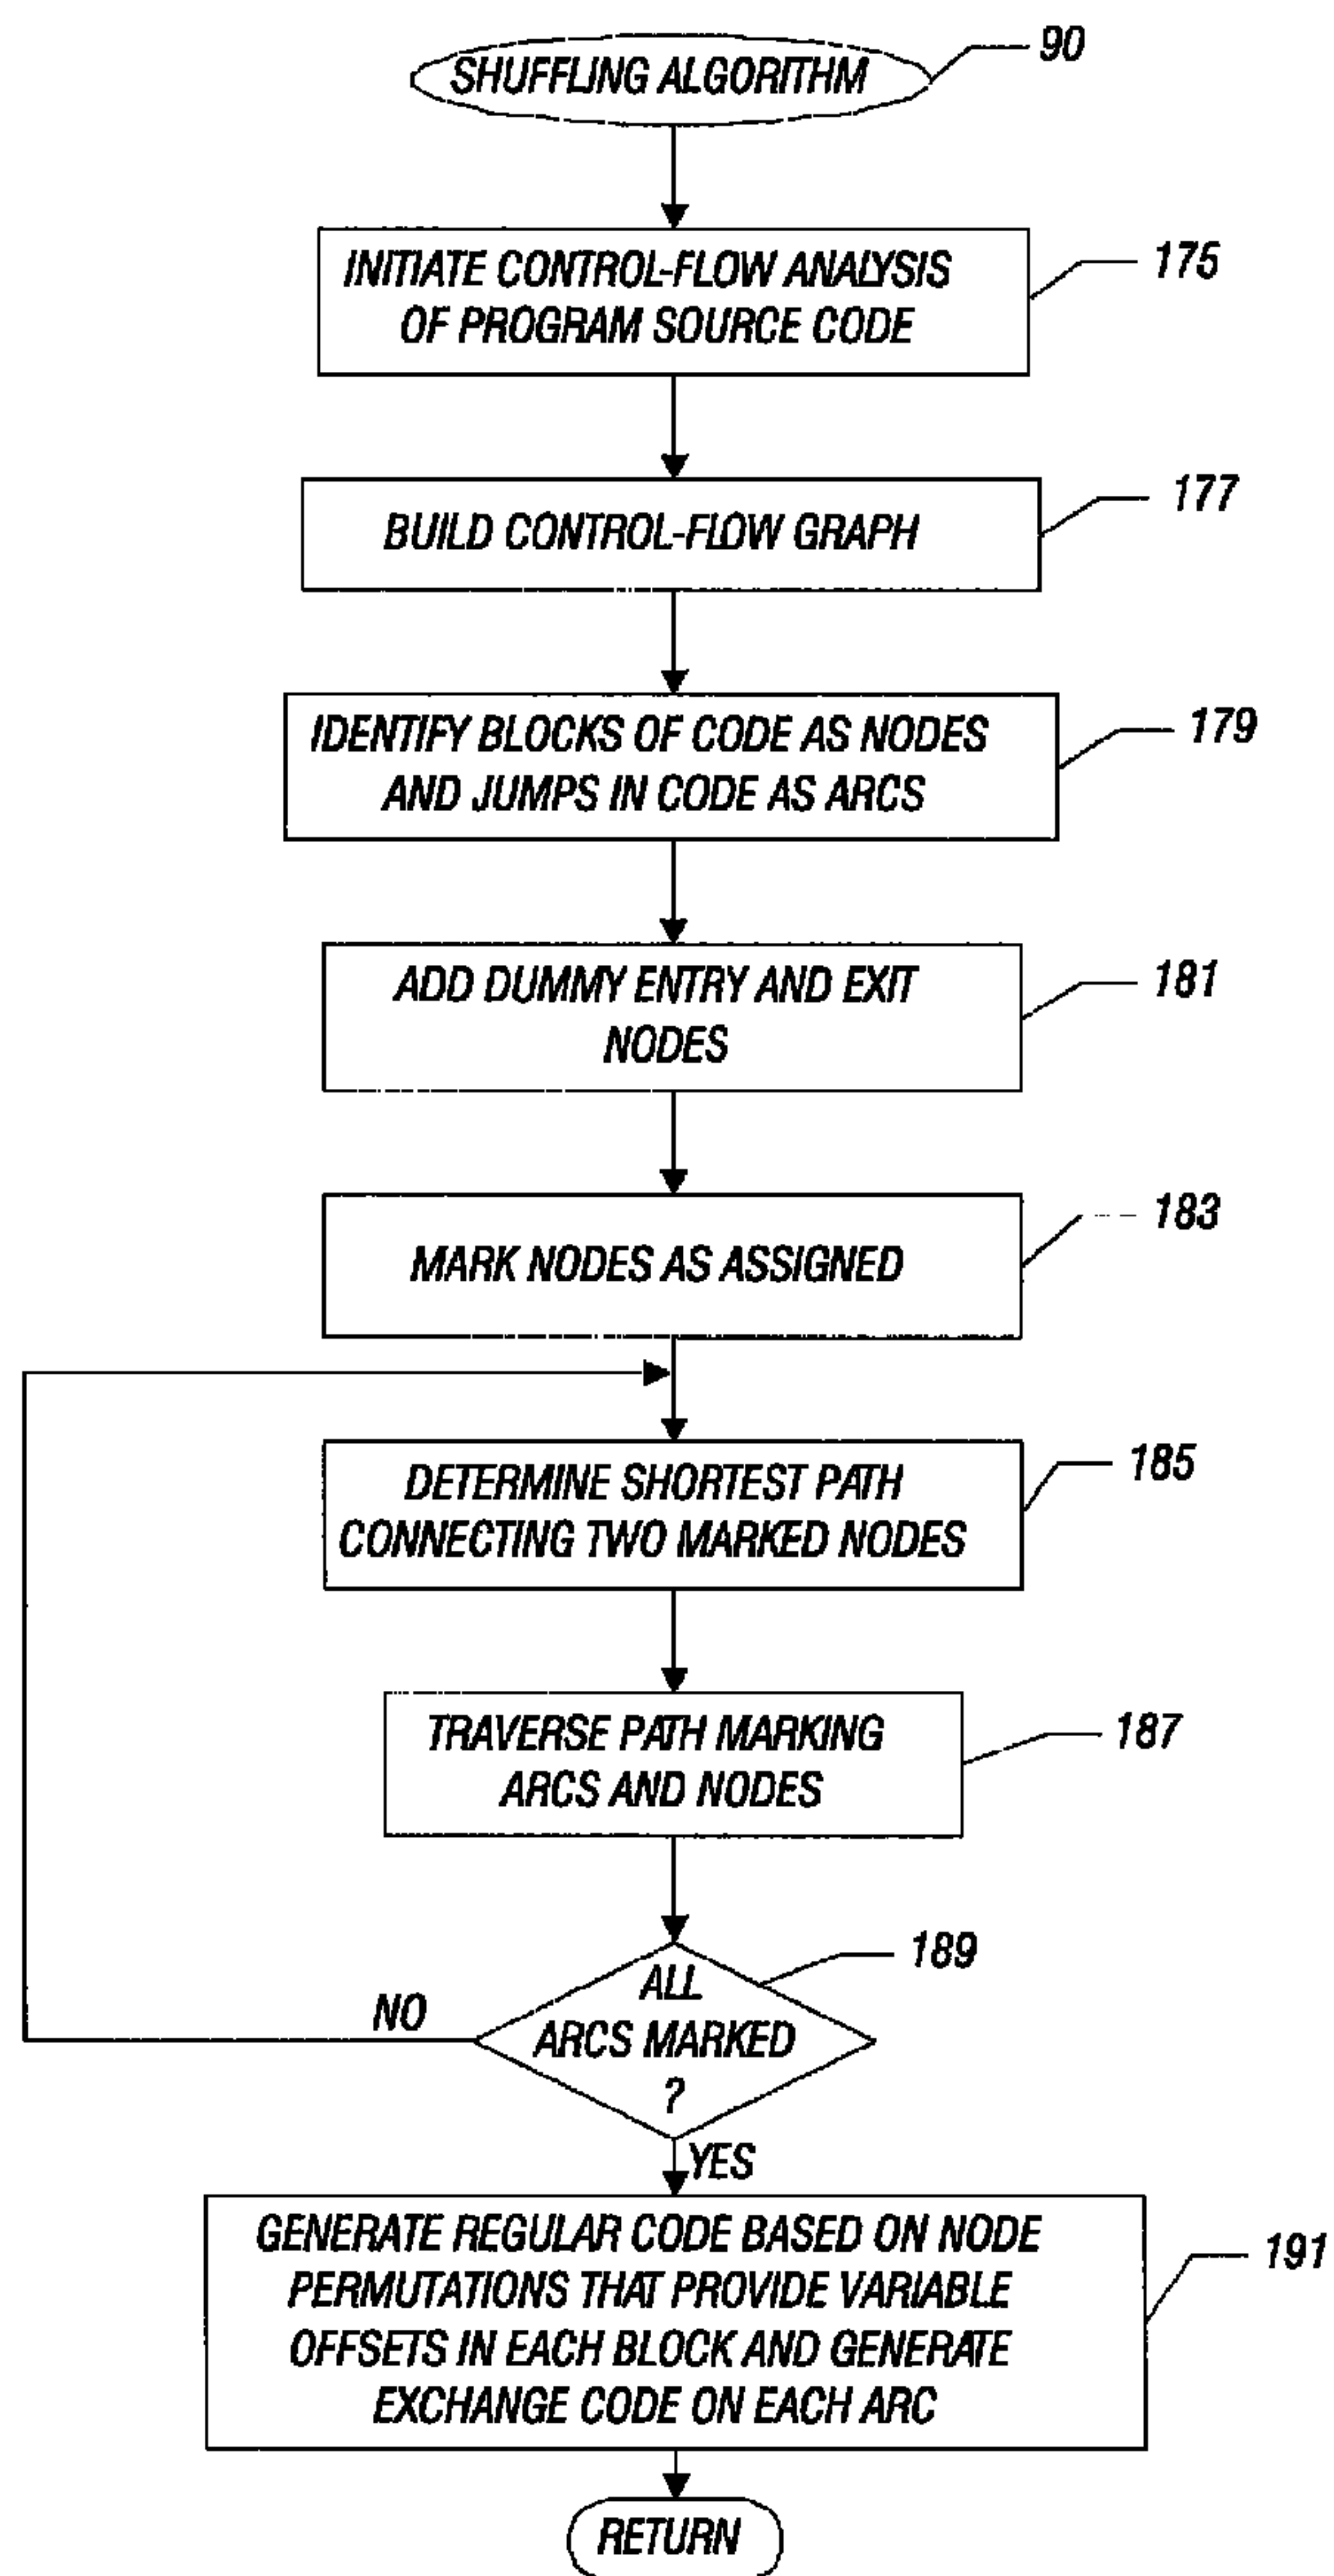 SHUFFLING ALGORITHM
90
INITIATE CONTROL-FLOW ANALYSIS
OF PROGRAM SOURCE CODE
175
BUILD CONTROL-FLOW GRAPH
177
IDENTIFY BLOCKS OF CODE AS NODES
AND JUMPS IN CODE AS ARCS
179
ADD DUMMY ENTRY AND EXIT
NODES
181
MARK NODES AS ASSIGNED
183
DETERMINE SHORTEST PATH
CONNECTING TWO MARKED NODES
185
TRAVERSE PATH MARKING
ARCS AND NODES
187
ALL
ARCS MARKED
?
189
NO
YES
GENERATE REGULAR CODE BASED ON NODE
PERMUTATIONS THAT PROVIDE VARIABLE
OFFSETS IN EACH BLOCK AND GENERATE
EXCHANGE CODE ON EACH ARC
191
RETURN